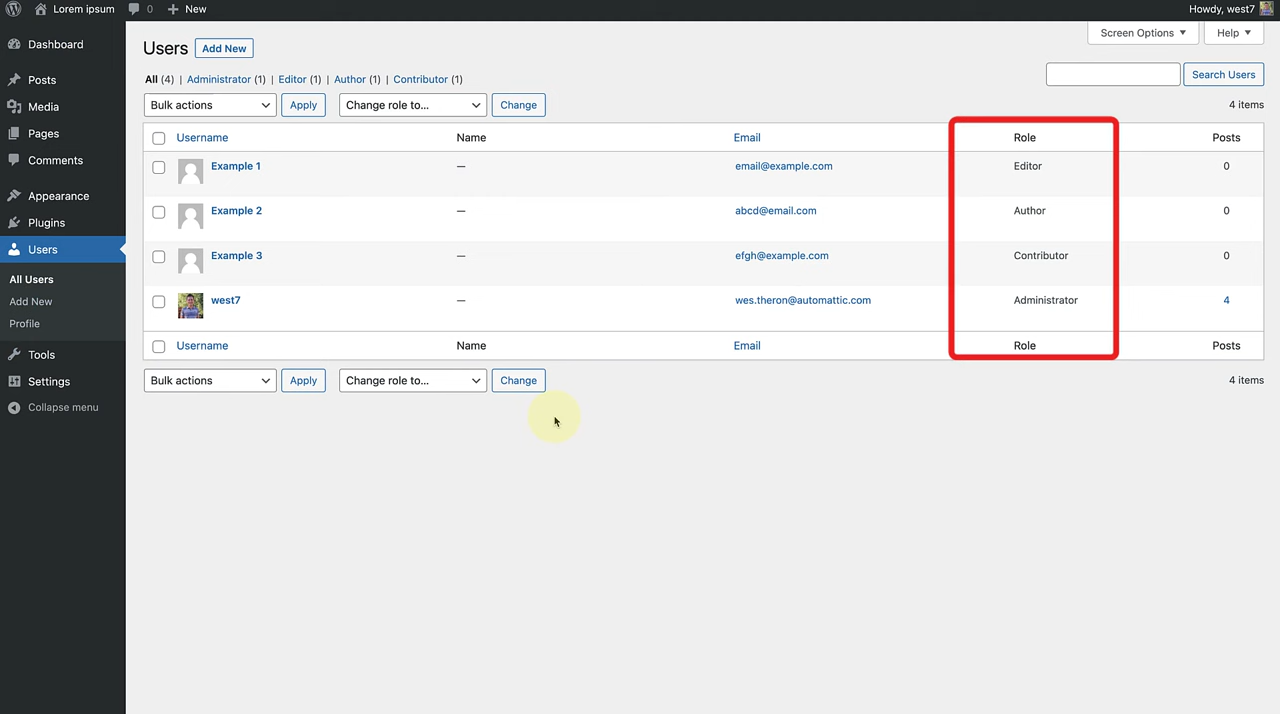 Lorem ipsum 0 New Howdy, west7
Screen Options Help
Dashboard
Posts
Media
Pages
Comments
Appearance
Plugins
Users
All Users
Add New
Profile
Tools
Settings
Collapse menu
Users Add New
All (4) | Administrator (1) | Editor (1) | Author (1) | Contributor (1)
Search Users
Bulk actions Apply Change role to... Change 4 items
Username Name Email Role Posts
Example 1 — email@example.com Editor 0
Example 2 — abcd@email.com Author 0
Example 3 — efgh@example.com Contributor 0
west7 — wes.theron@automattic.com Administrator 4
Username Name Email Role Posts
Bulk actions Apply Change role to... Change 4 items